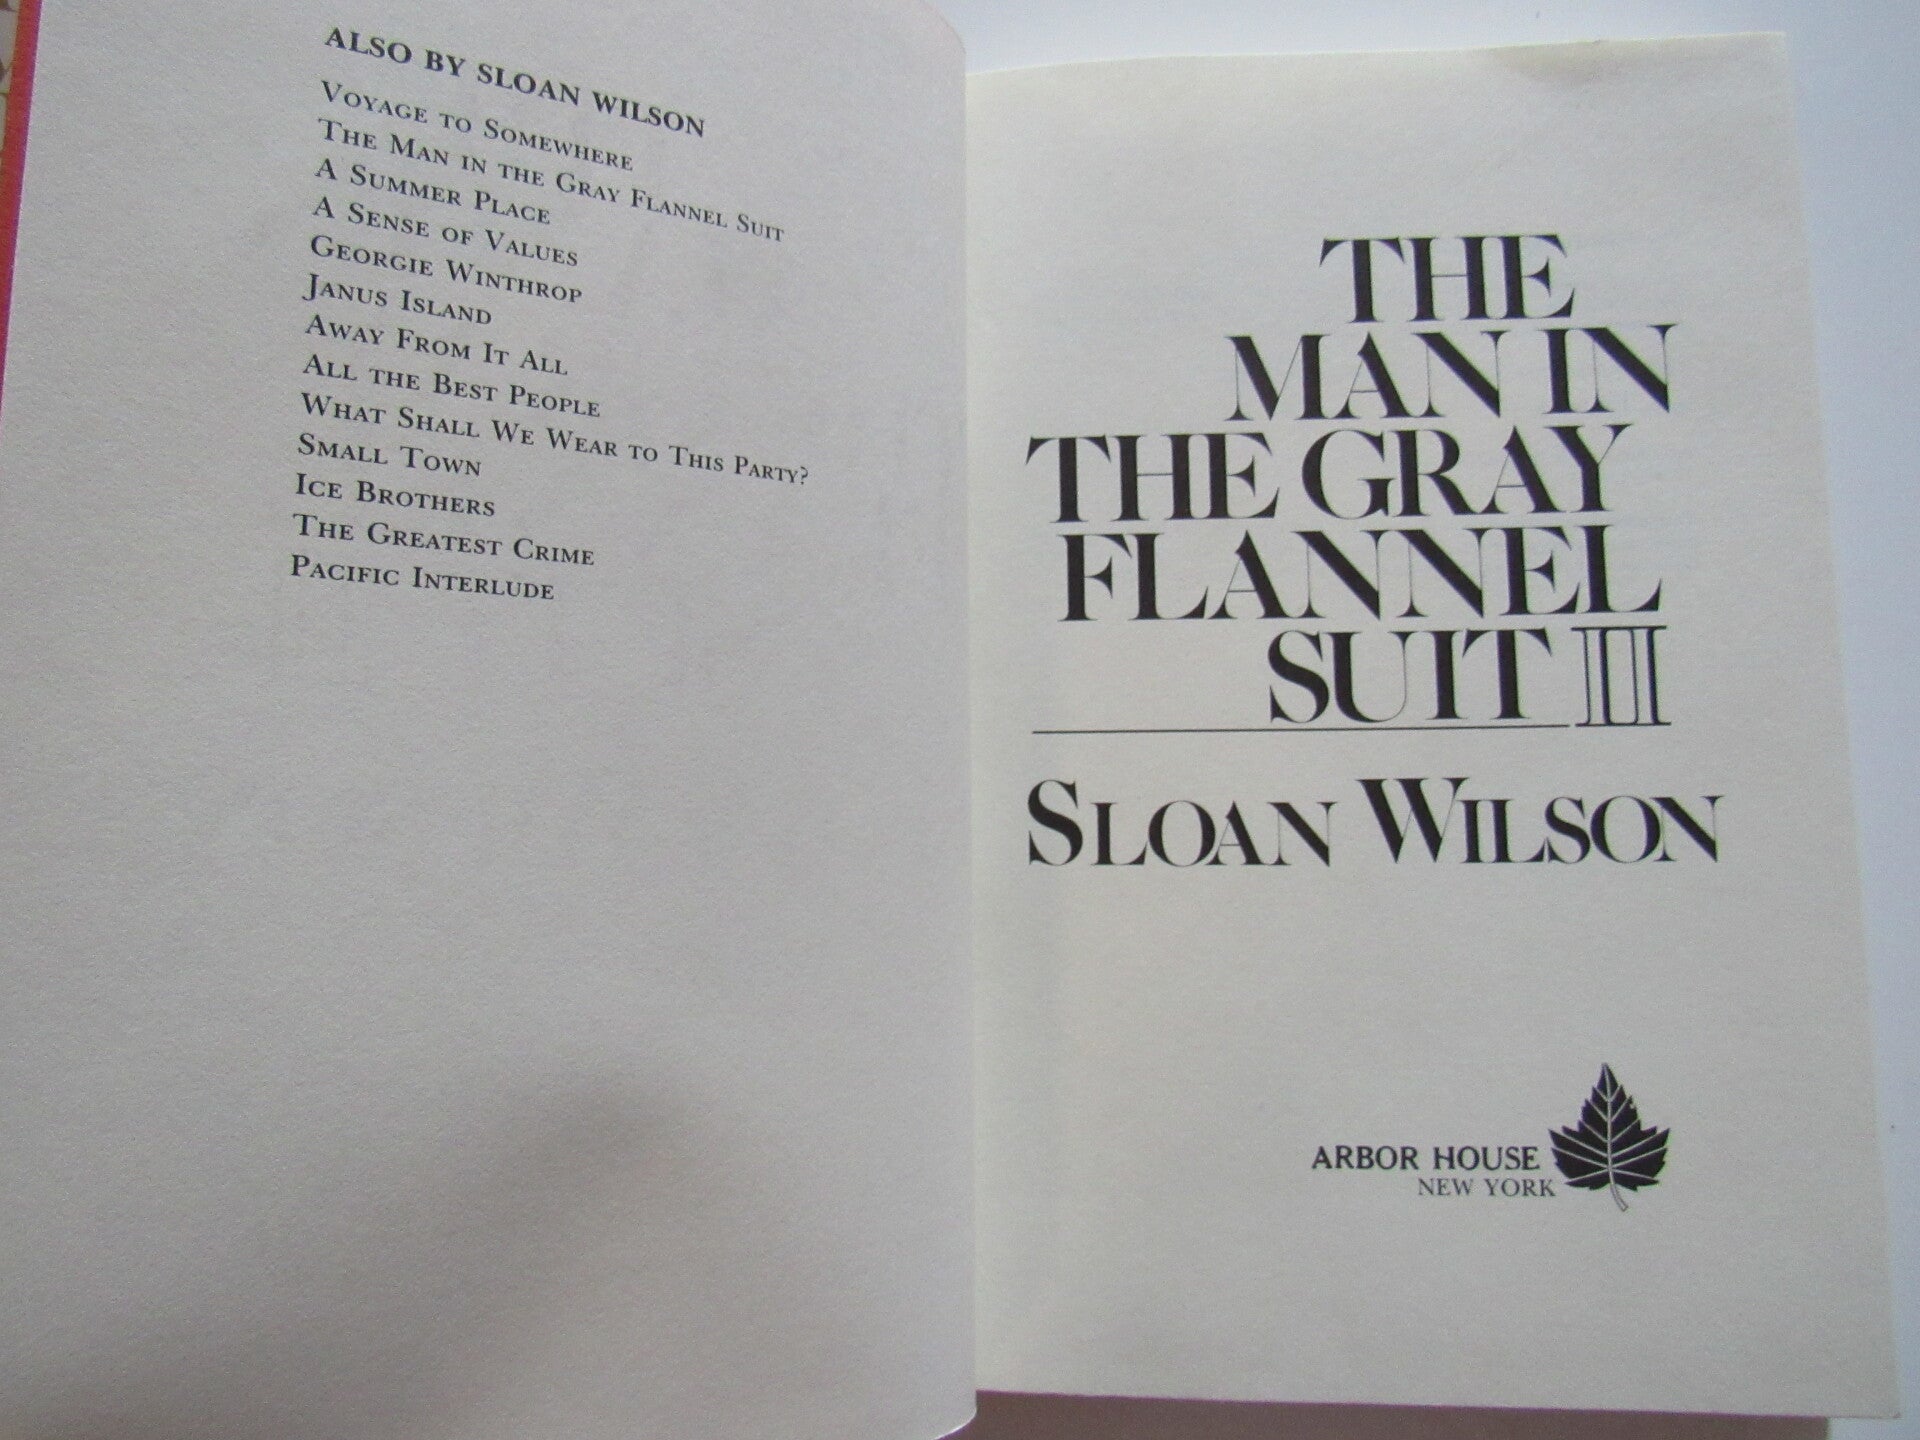 ALSO BY SLOAN WILSON
VOYAGE TO SOMEWHERE
THE MAN IN THE GRAY FLANNEL SUIT
A SUMMER PLACE
A SENSE OF VALUES
GEORGIE WINTHROP
JANUS ISLAND
AWAY FROM IT ALL
ALL THE BEST PEOPLE
WHAT SHALL WE WEAR TO THIS PARTY?
SMALL TOWN
ICE BROTHERS
THE GREATEST CRIME
PACIFIC INTERLUDE
THE
MAN IN
THE GRAY
FLANNEL
SUIT II
SLOAN WILSON
ARBOR HOUSE
NEW YORK